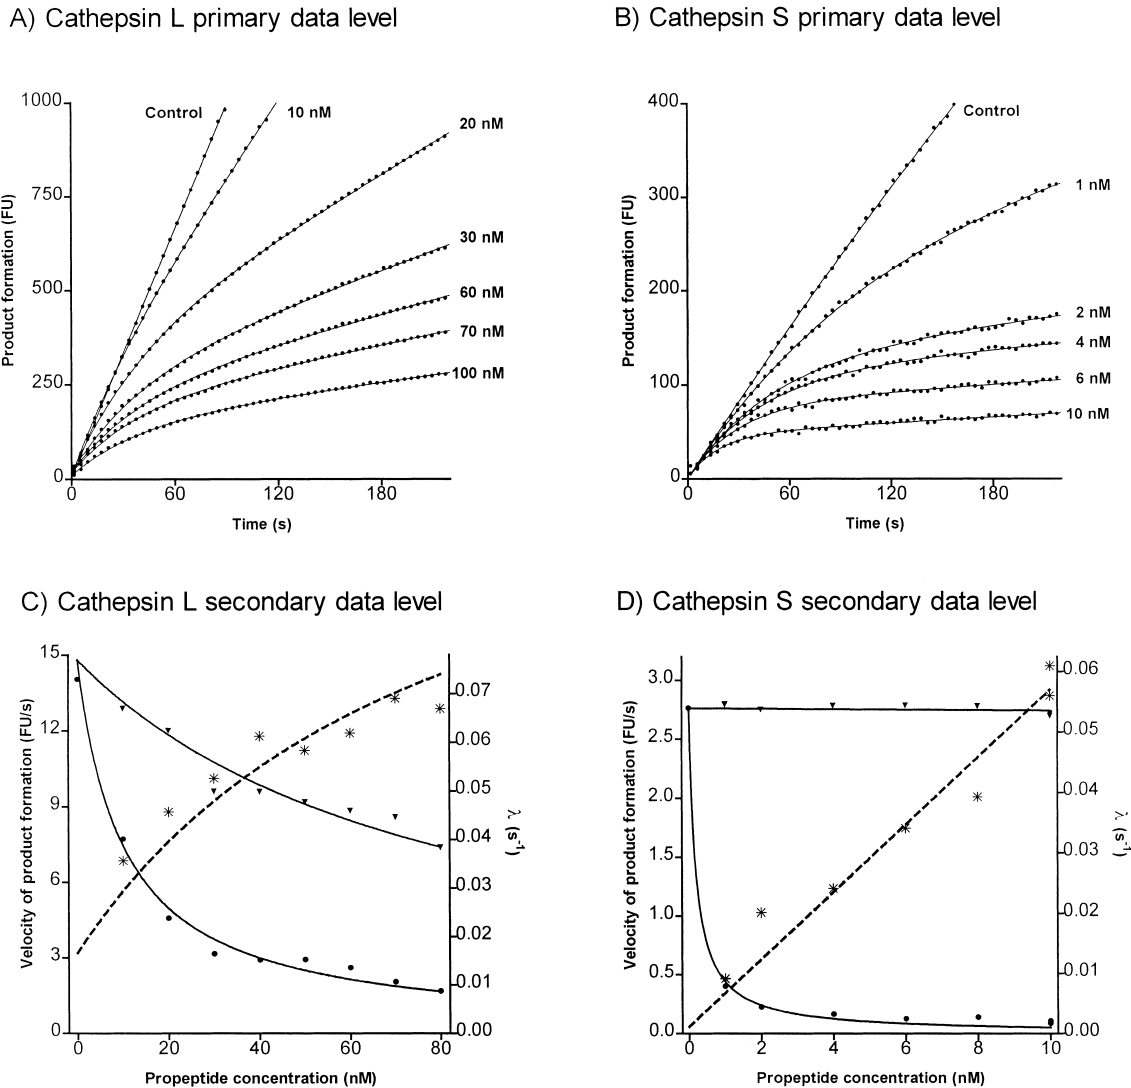 A) Cathepsin L primary data level
B) Cathepsin S primary data level
1000
750
500
250
0
Product formation (FU)
Control
10 nM
20 nM
30 nM
60 nM
70 nM
100 nM
0 60 120 180
Time (s)
400
300
200
100
0
Product formation (FU)
Control
1 nM
2 nM
4 nM
6 nM
10 nM
0 60 120 180
Time (s)
C) Cathepsin L secondary data level
D) Cathepsin S secondary data level
15
12
9
6
3
0
Velocity of product formation (FU/s)
0.07
0.06
0.05
0.04
0.03
0.02
0.01
0.00
λ (s-1)
0 20 40 60 80
Propeptide concentration (nM)
3.0
2.5
2.0
1.5
1.0
0.5
0.0
Velocity of product formation (FU/s)
0.06
0.05
0.04
0.03
0.02
0.01
0.00
λ (s-1)
0 2 4 6 8 10
Propeptide concentration (nM)